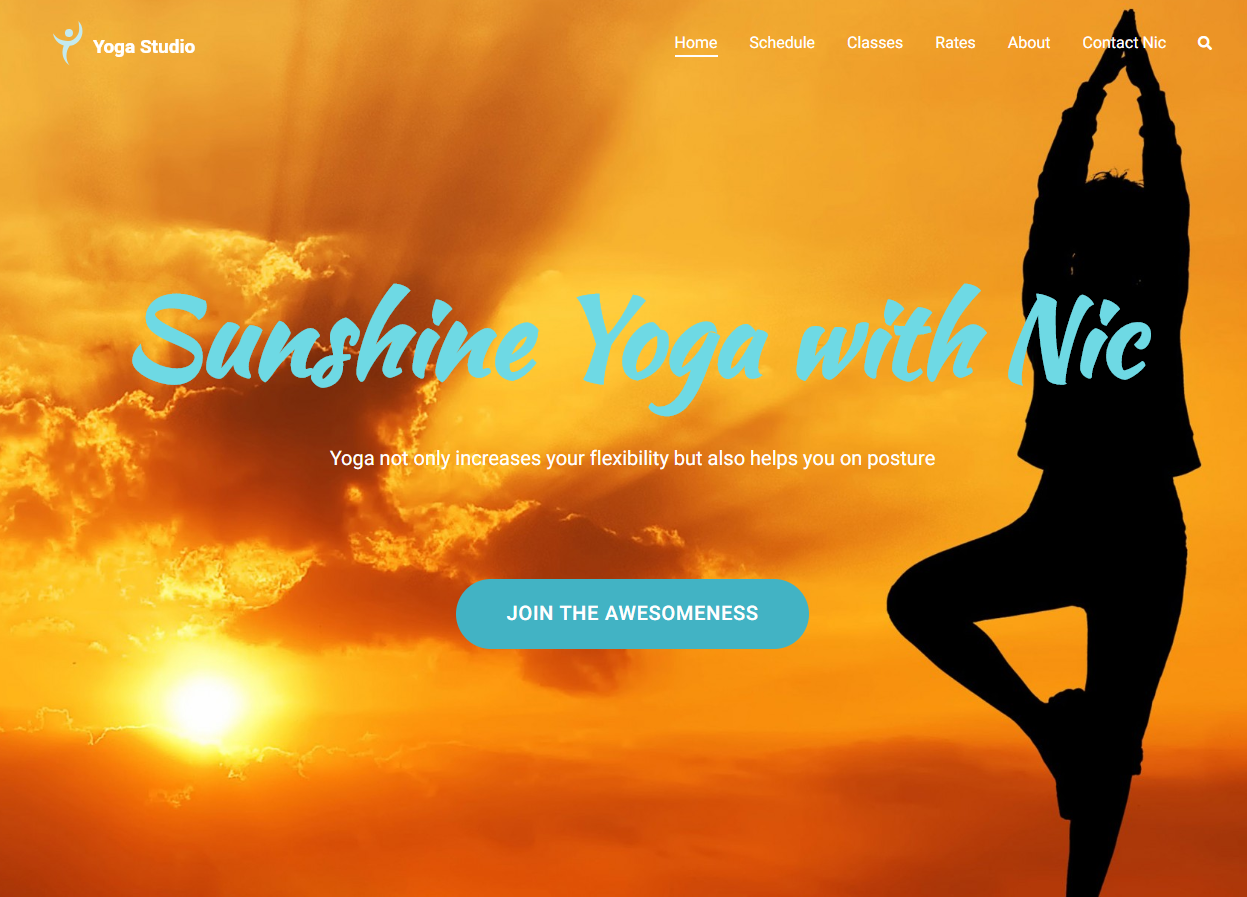 Yoga Studio
Home Schedule Classes Rates About Contact Nic
Sunshine Yoga with Nic
Yoga not only increases your flexibility but also helps you on posture
JOIN THE AWESOMENESS